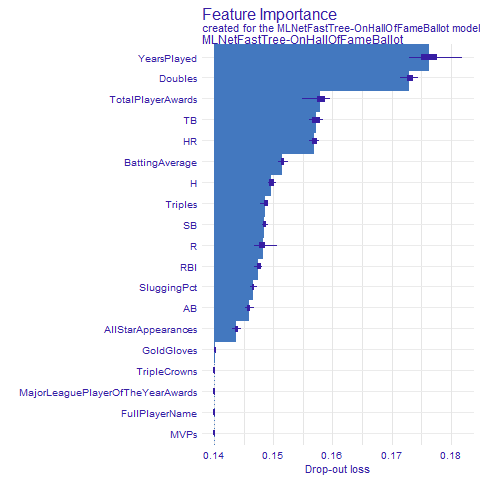 Feature Importance
created for the MLNetFastTree-OnHallOfFameBallot model
MLNetFastTree-OnHallOfFameBallot
YearsPlayed
Doubles
TotalPlayerAwards
TB
HR
BattingAverage
H
Triples
SB
R
RBI
SluggingPct
AB
AllStarAppearances
GoldGloves
TripleCrowns
MajorLeaguePlayerOfTheYearAwards
FullPlayerName
MVPs
0.14 0.15 0.16 0.17 0.18
Drop-out loss